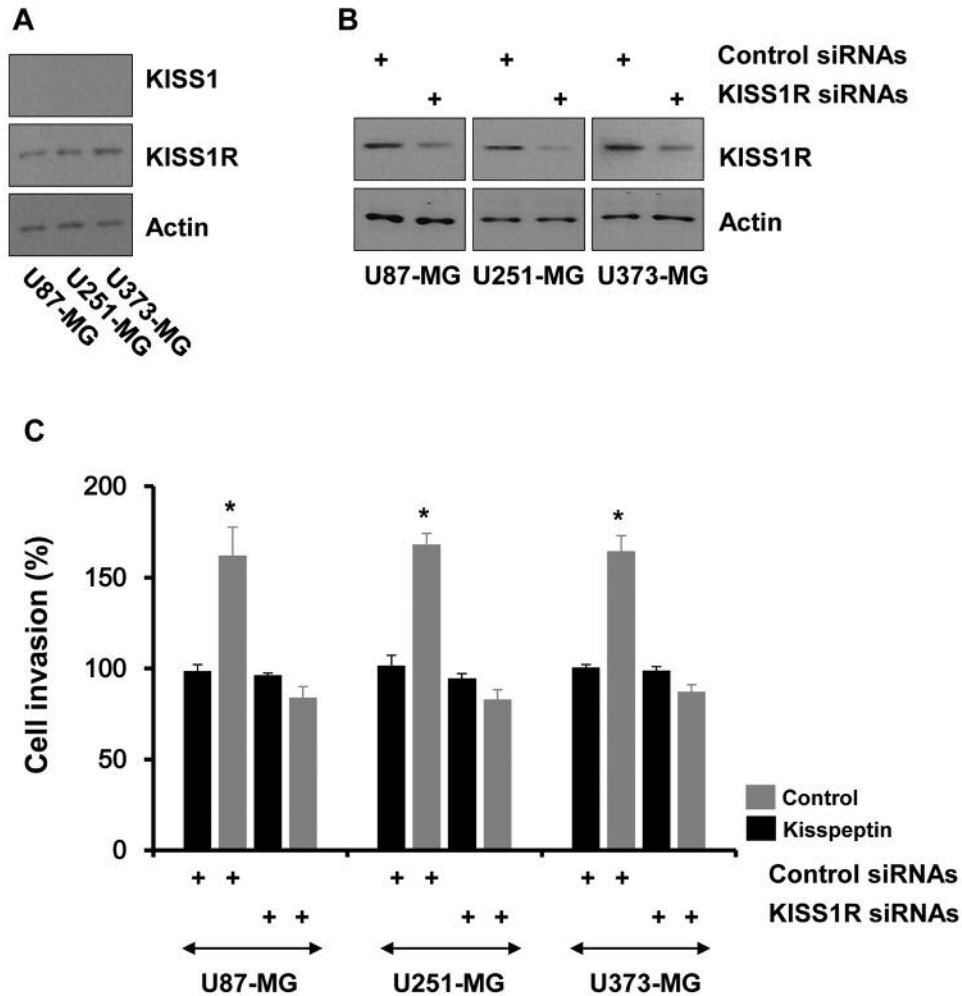 A
KISS1
KISS1R
Actin
U87-MG
U251-MG
U373-MG
B
+ + + Control siRNAs
+ + + KISS1R siRNAs
KISS1R
Actin
U87-MG U251-MG U373-MG
C
Cell invasion (%)
200
150
100
50
0
* * *
Control
Kisspeptin
+ + + + + + Control siRNAs
+ + + + + + KISS1R siRNAs
U87-MG U251-MG U373-MG